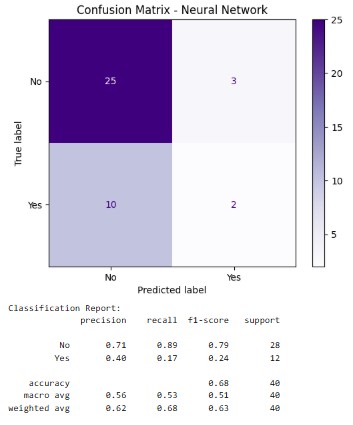 Confusion Matrix - Neural Network
25
No
25
3
20
True label
15
10
Yes
10
2
5
No
Yes
Predicted label
Classification Report:
precision recall f1-score support
No 0.71 0.89 0.79 28
Yes 0.40 0.17 0.24 12
accuracy 0.68 40
macro avg 0.56 0.53 0.51 40
weighted avg 0.62 0.68 0.63 40